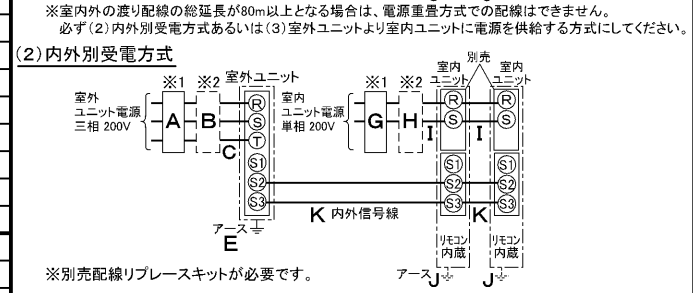 ※室内外の渡り配線の総延長が80m以上となる場合は、電源重畳方式での配線はできません。
必ず(2)内外別受電方式あるいは(3)室外ユニットより室内ユニットに電源を供給する方式にしてください。
(2)内外別受電方式
別売
※1 ※2 室外ユニット ※1 ※2 室内ユニット 室内ユニット
室外
ユニット電源
三相 200V
A B C
R
S
T
S1
S2
S3
室内
ユニット電源
単相 200V
G H I I
R R
S S
S1 S1
S2 S2
S3 S3
K 内外信号線 K
アース
E
リモコン内蔵 リモコン内蔵
※別売配線リプレースキットが必要です。
アース J J